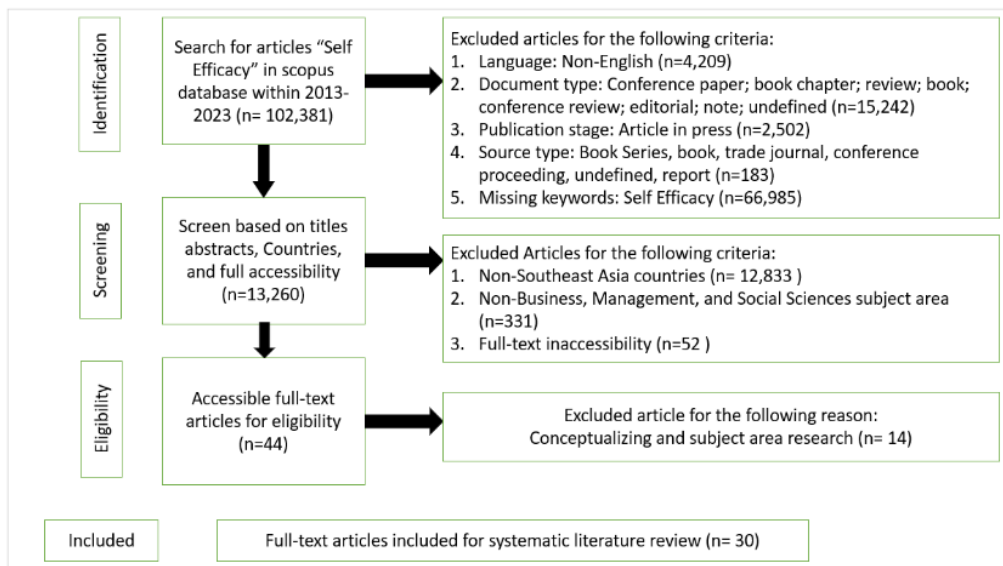 Identification
Search for articles “Self
Efficacy” in scopus
database within 2013-
2023 (n= 102,381)
Excluded articles for the following criteria:
1. Language: Non-English (n=4,209)
2. Document type: Conference paper; book chapter; review; book;
conference review; editorial; note; undefined (n=15,242)
3. Publication stage: Article in press (n=2,502)
4. Source type: Book Series, book, trade journal, conference
proceeding, undefined, report (n=183)
5. Missing keywords: Self Efficacy (n=66,985)
Screening
Screen based on titles
abstracts, Countries,
and full accessibility
(n=13,260)
Excluded Articles for the following criteria:
1. Non-Southeast Asia countries (n= 12,833 )
2. Non-Business, Management, and Social Sciences subject area
(n=331)
3. Full-text inaccessibility (n=52 )
Eligibility
Accessible full-text
articles for eligibility
(n=44)
Excluded article for the following reason:
Conceptualizing and subject area research (n= 14)
Included
Full-text articles included for systematic literature review (n= 30)